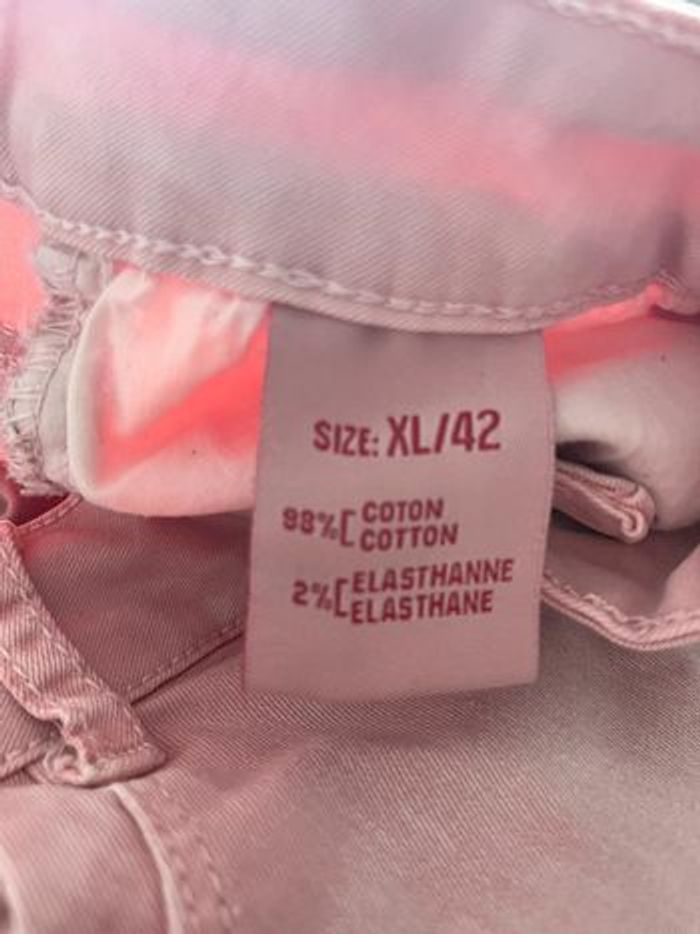 SIZE: XL/42
98%[ COTON
COTTON
2%[ ELASTHANNE
ELASTHANE